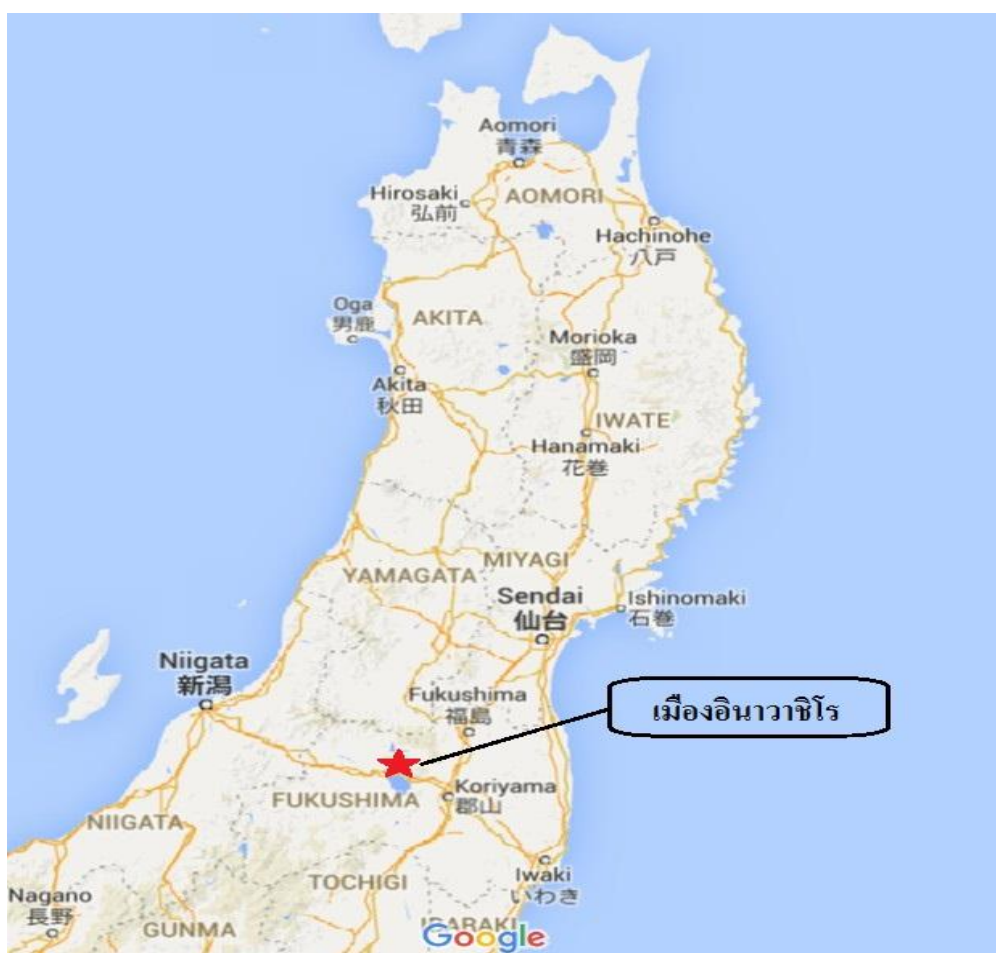 Aomori
青森
AOMORI
Hirosaki
弘前
Hachinohe
八戸
Oga
男鹿
AKITA
Morioka
盛岡
Akita
秋田
IWATE
Hanamaki
花巻
MIYAGI
YAMAGATA
Sendai
仙台
Ishinomaki
石巻
Niigata
新潟
Fukushima
福島
เมืองอินาวาชิโร
Koriyama
郡山
FUKUSHIMA
NIIGATA
Iwaki
いわき
TOCHIGI
Nagano
長野
GUNMA
IBARAKI
Google